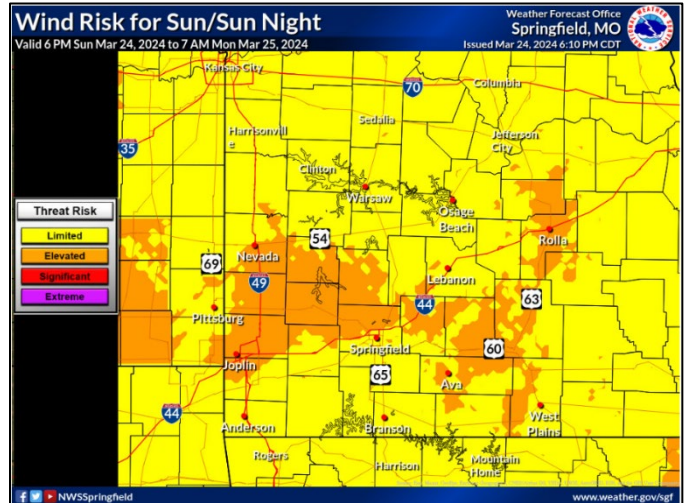 Wind Risk for Sun/Sun Night
Valid 6 PM Sun Mar 24, 2024 to 7 AM Mon Mar 25, 2024
Weather Forecast Office
Springfield, MO
Issued Mar 24, 2024 6:10 PM CDT
Kansas City
70
Columbia
Sedalia
Harrisonvill
e
Jefferson
City
35
Clinton
Warsaw
Osage
Beach
Threat Risk
Limited
Elevated
Significant
Extreme
54
Rolla
Nevada
69
49
Lebanon
63
44
Pittsburg
Springfield
60
Joplin
65
Ava
44
Anderson
Branson
West
Plains
Rogers
Harrison
Mountain
Home
NWSSpringfield
www.weather.gov/sgf